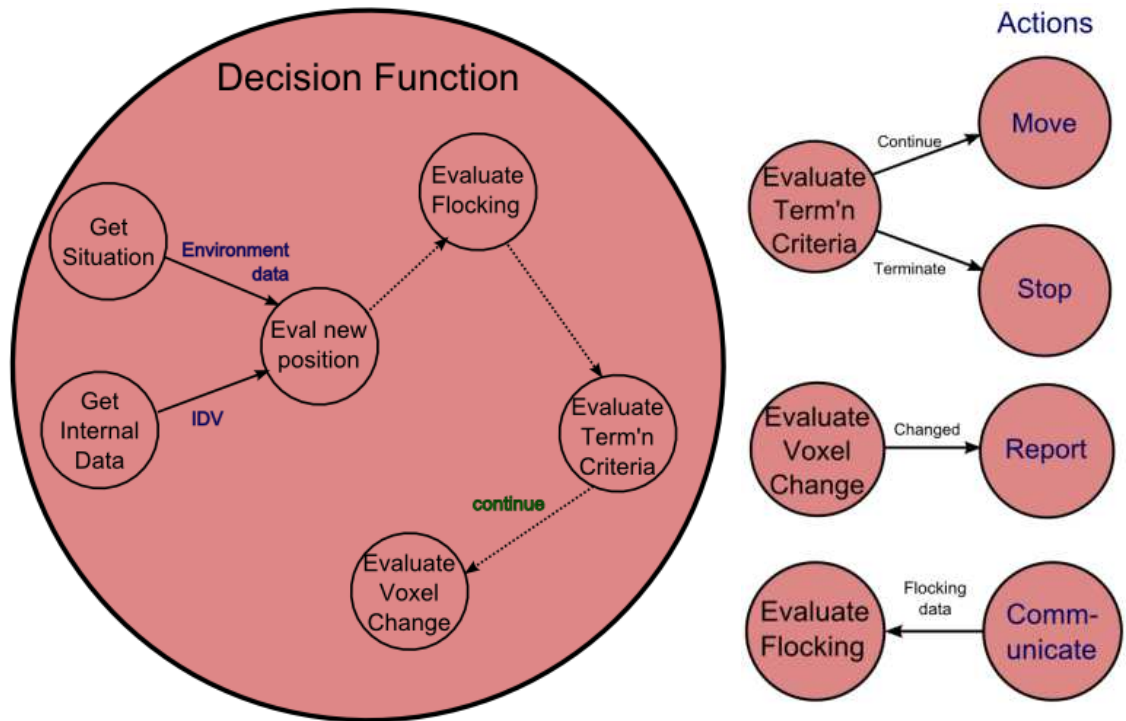 Decision Function
Get
Situation
Environment
data
Get
Internal
Data
IDV
Eval new
position
Evaluate
Flocking
Evaluate
Term'n
Criteria
continue
Evaluate
Voxel
Change
Actions
Evaluate
Term'n
Criteria
Continue
Move
Terminate
Stop
Evaluate
Voxel
Change
Changed
Report
Evaluate
Flocking
Flocking
data
Comm-
unicate